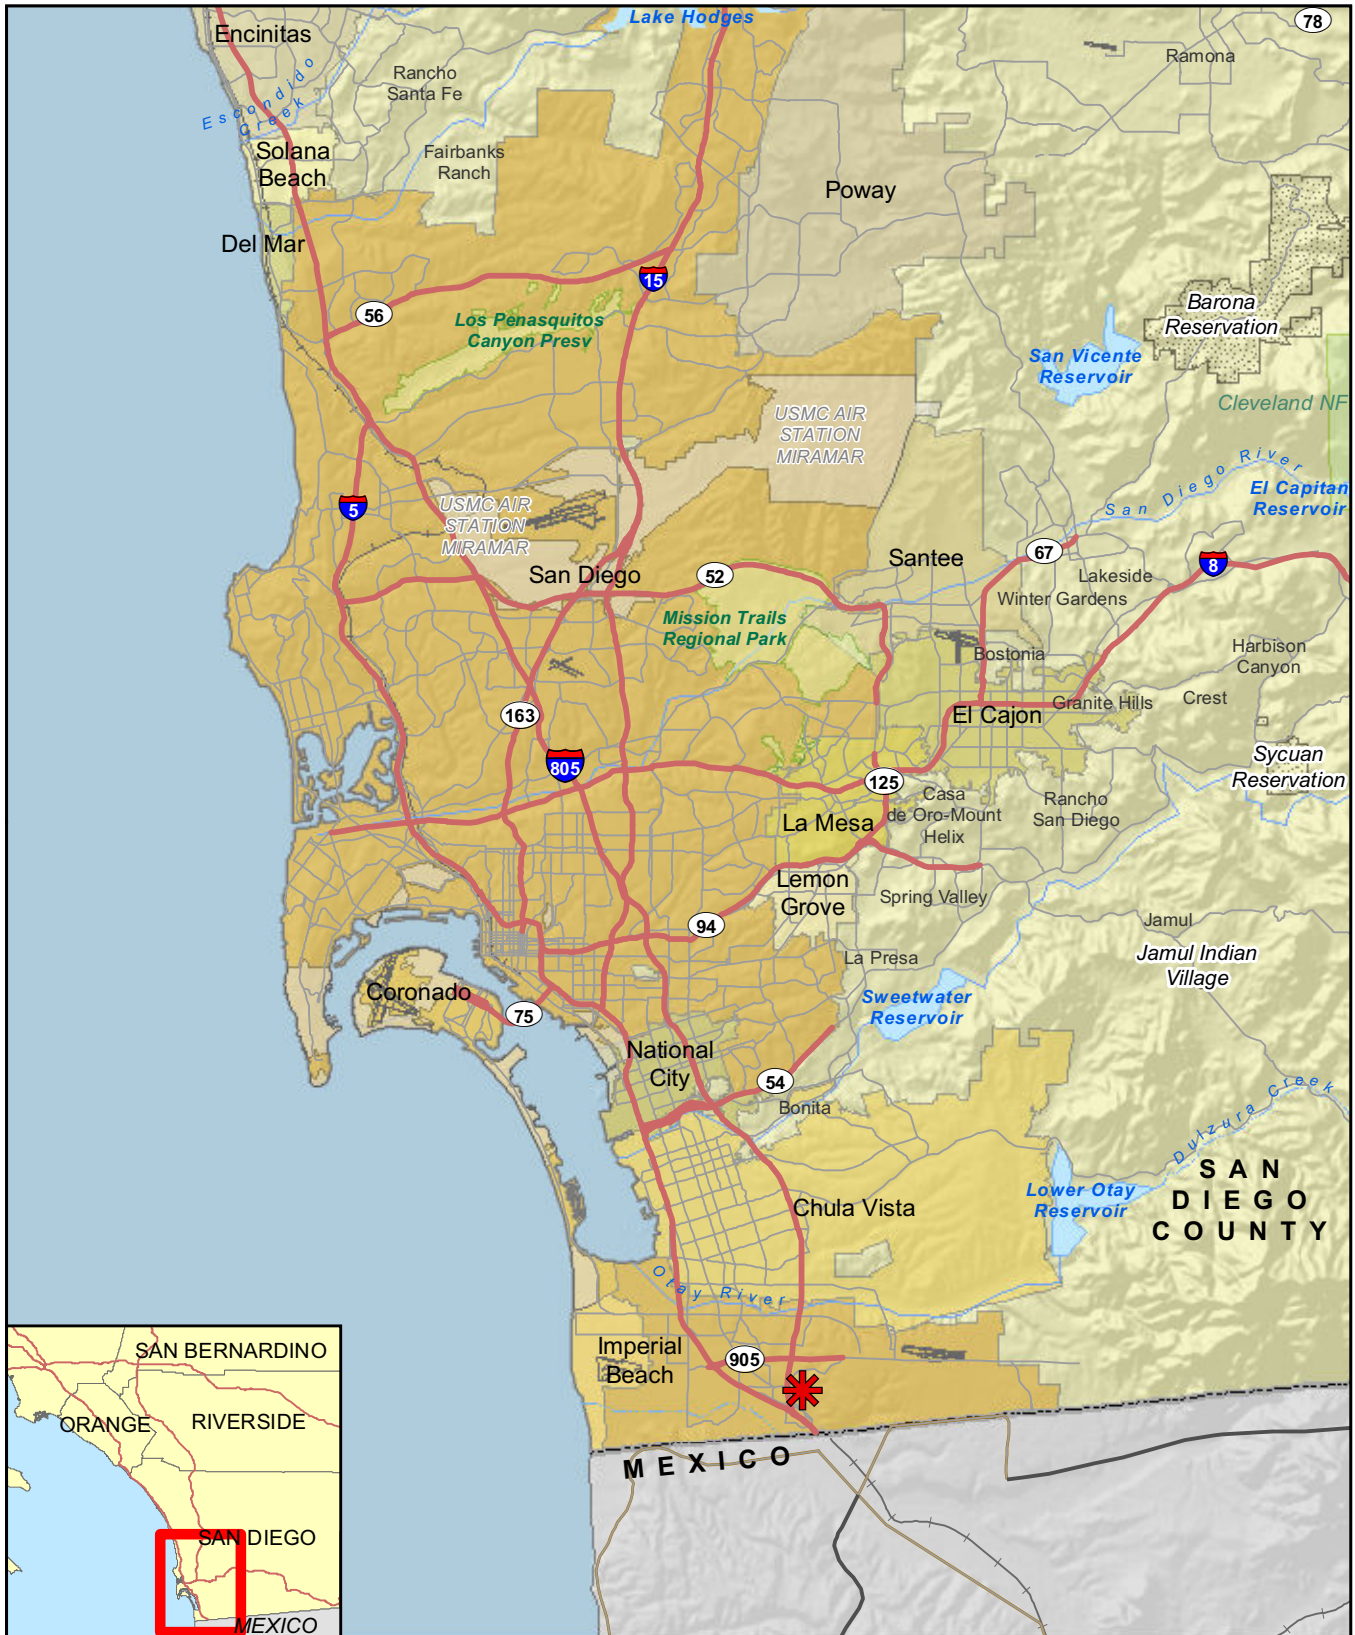 Lake Hodges
78
Encinitas
Ramona
Rancho
Santa Fe
Escondido
Creek
Solana
Beach
Fairbanks
Ranch
Poway
Del Mar
15
56
Los Penasquitos
Canyon Presv
Barona
Reservation
San Vicente
Reservoir
Cleveland NF
USMC AIR
STATION
MIRAMAR
San Diego River
El Capitan
Reservoir
5
USMC AIR
STATION
MIRAMAR
Santee
67
8
San Diego
52
Lakeside
Winter Gardens
Mission Trails
Regional Park
Bostonia
Harbison
Canyon
163
El Cajon
Granite Hills
Crest
805
Sycuan
Reservation
125
Casa
de Oro-Mount
Helix
Rancho
San Diego
La Mesa
Lemon
Grove
Spring Valley
94
Jamul
La Presa
Jamul Indian
Village
Coronado
75
Sweetwater
Reservoir
National
City
54
Bonita
Dulzura Creek
SAN
DIEGO
COUNTY
Lower Otay
Reservoir
Chula Vista
Otay River
Imperial
Beach
905
MEXICO
SAN BERNARDINO
ORANGE
RIVERSIDE
SAN DIEGO
MEXICO